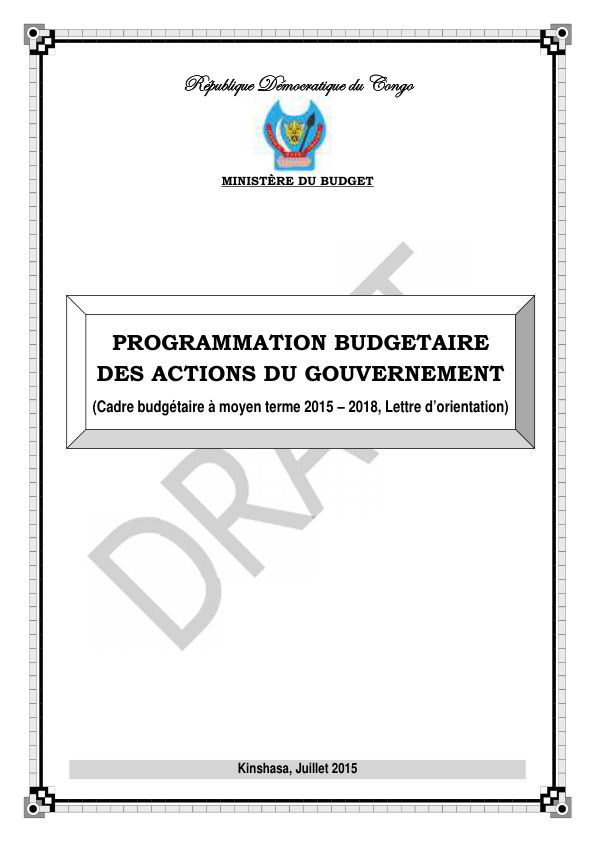 République Démocratique du Congo
MINISTÈRE DU BUDGET
PROGRAMMATION BUDGETAIRE
DES ACTIONS DU GOUVERNEMENT
(Cadre budgétaire à moyen terme 2015 – 2018, Lettre d'orientation)
DRAFT
Kinshasa, Juillet 2015